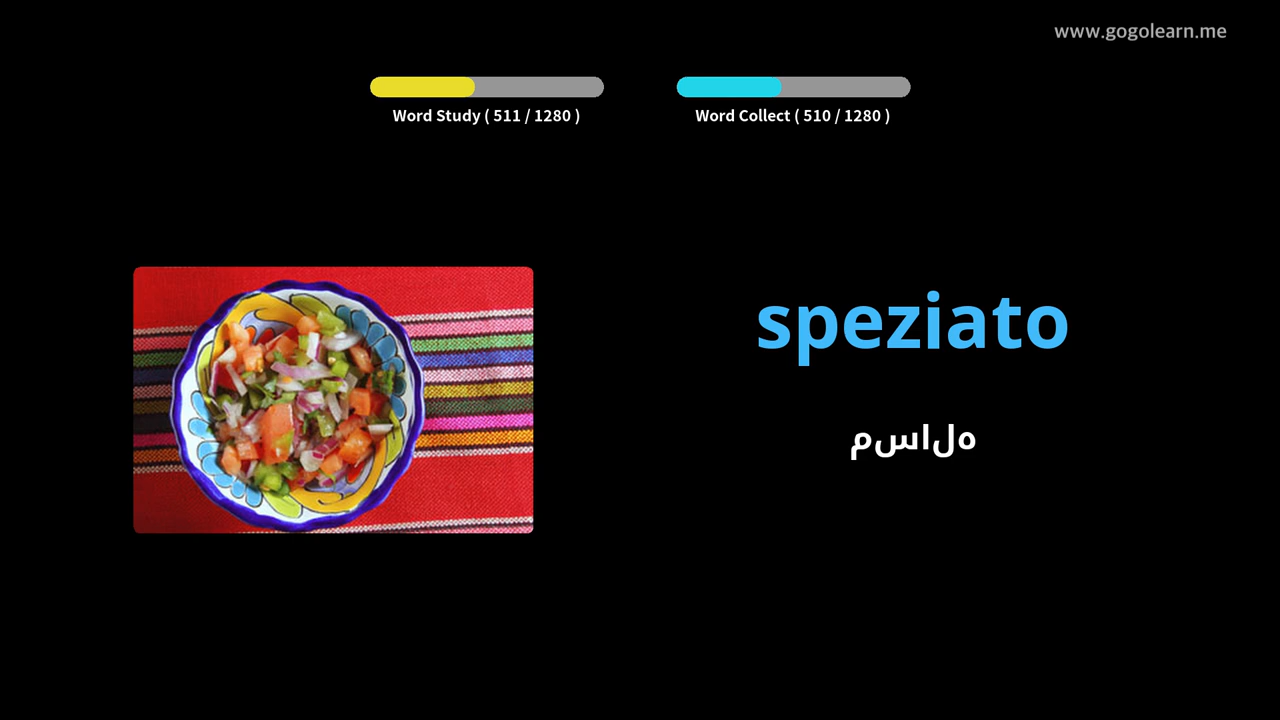 www.gogolearn.me
Word Study ( 511 / 1280 )
Word Collect ( 510 / 1280 )
speziato
مساله